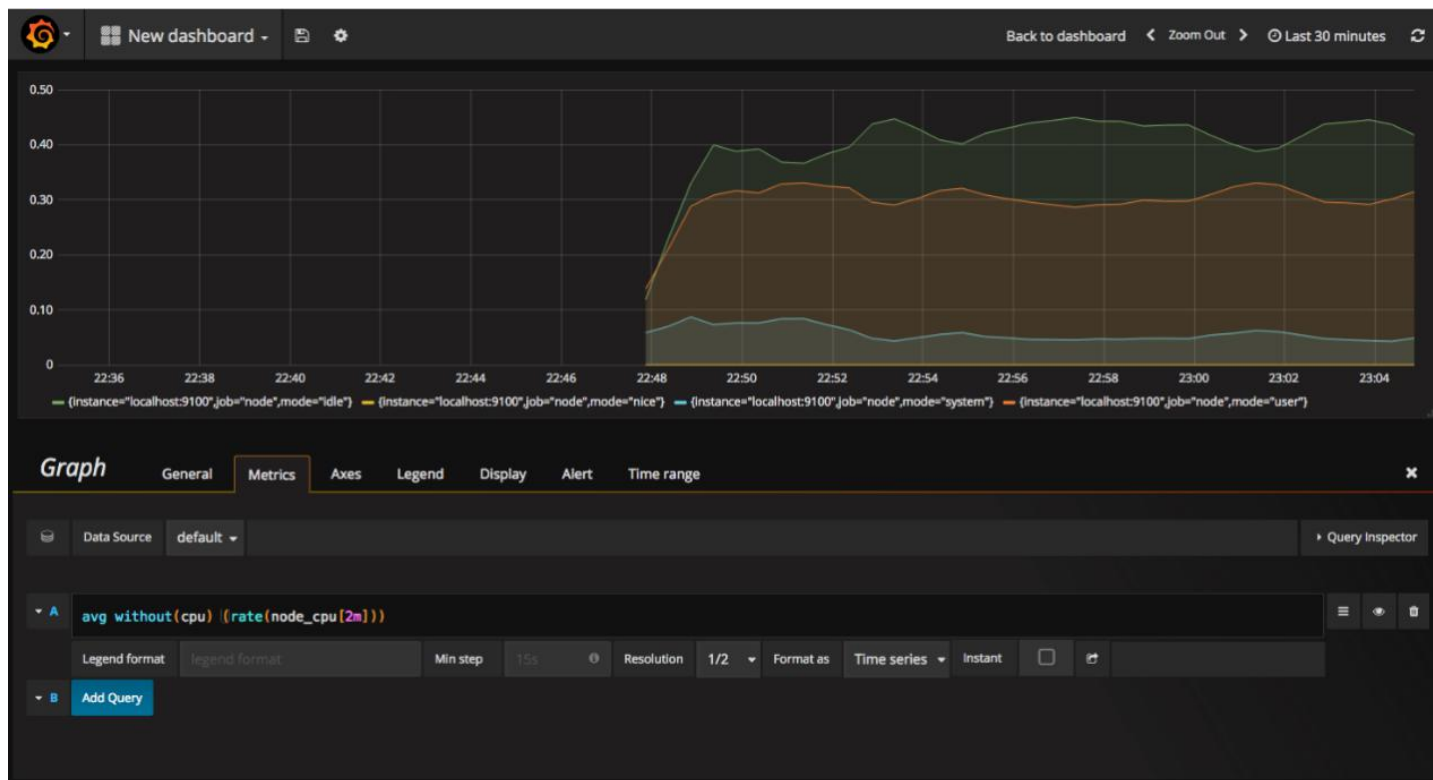 New dashboard Back to dashboard Zoom Out Last 30 minutes
0.50
0.40
0.30
0.20
0.10
0
22:36 22:38 22:40 22:42 22:44 22:46 22:48 22:50 22:52 22:54 22:56 22:58 23:00 23:02 23:04
{instance="localhost:9100",job="node",mode="idle"} {instance="localhost:9100",job="node",mode="nice"} {instance="localhost:9100",job="node",mode="system"} {instance="localhost:9100",job="node",mode="user"}
Graph General Metrics Axes Legend Display Alert Time range
Data Source default Query Inspector
A avg without(cpu) (rate(node_cpu[2m]))
Legend format legend format Min step 15s Resolution 1/2 Format as Time series Instant
B Add Query